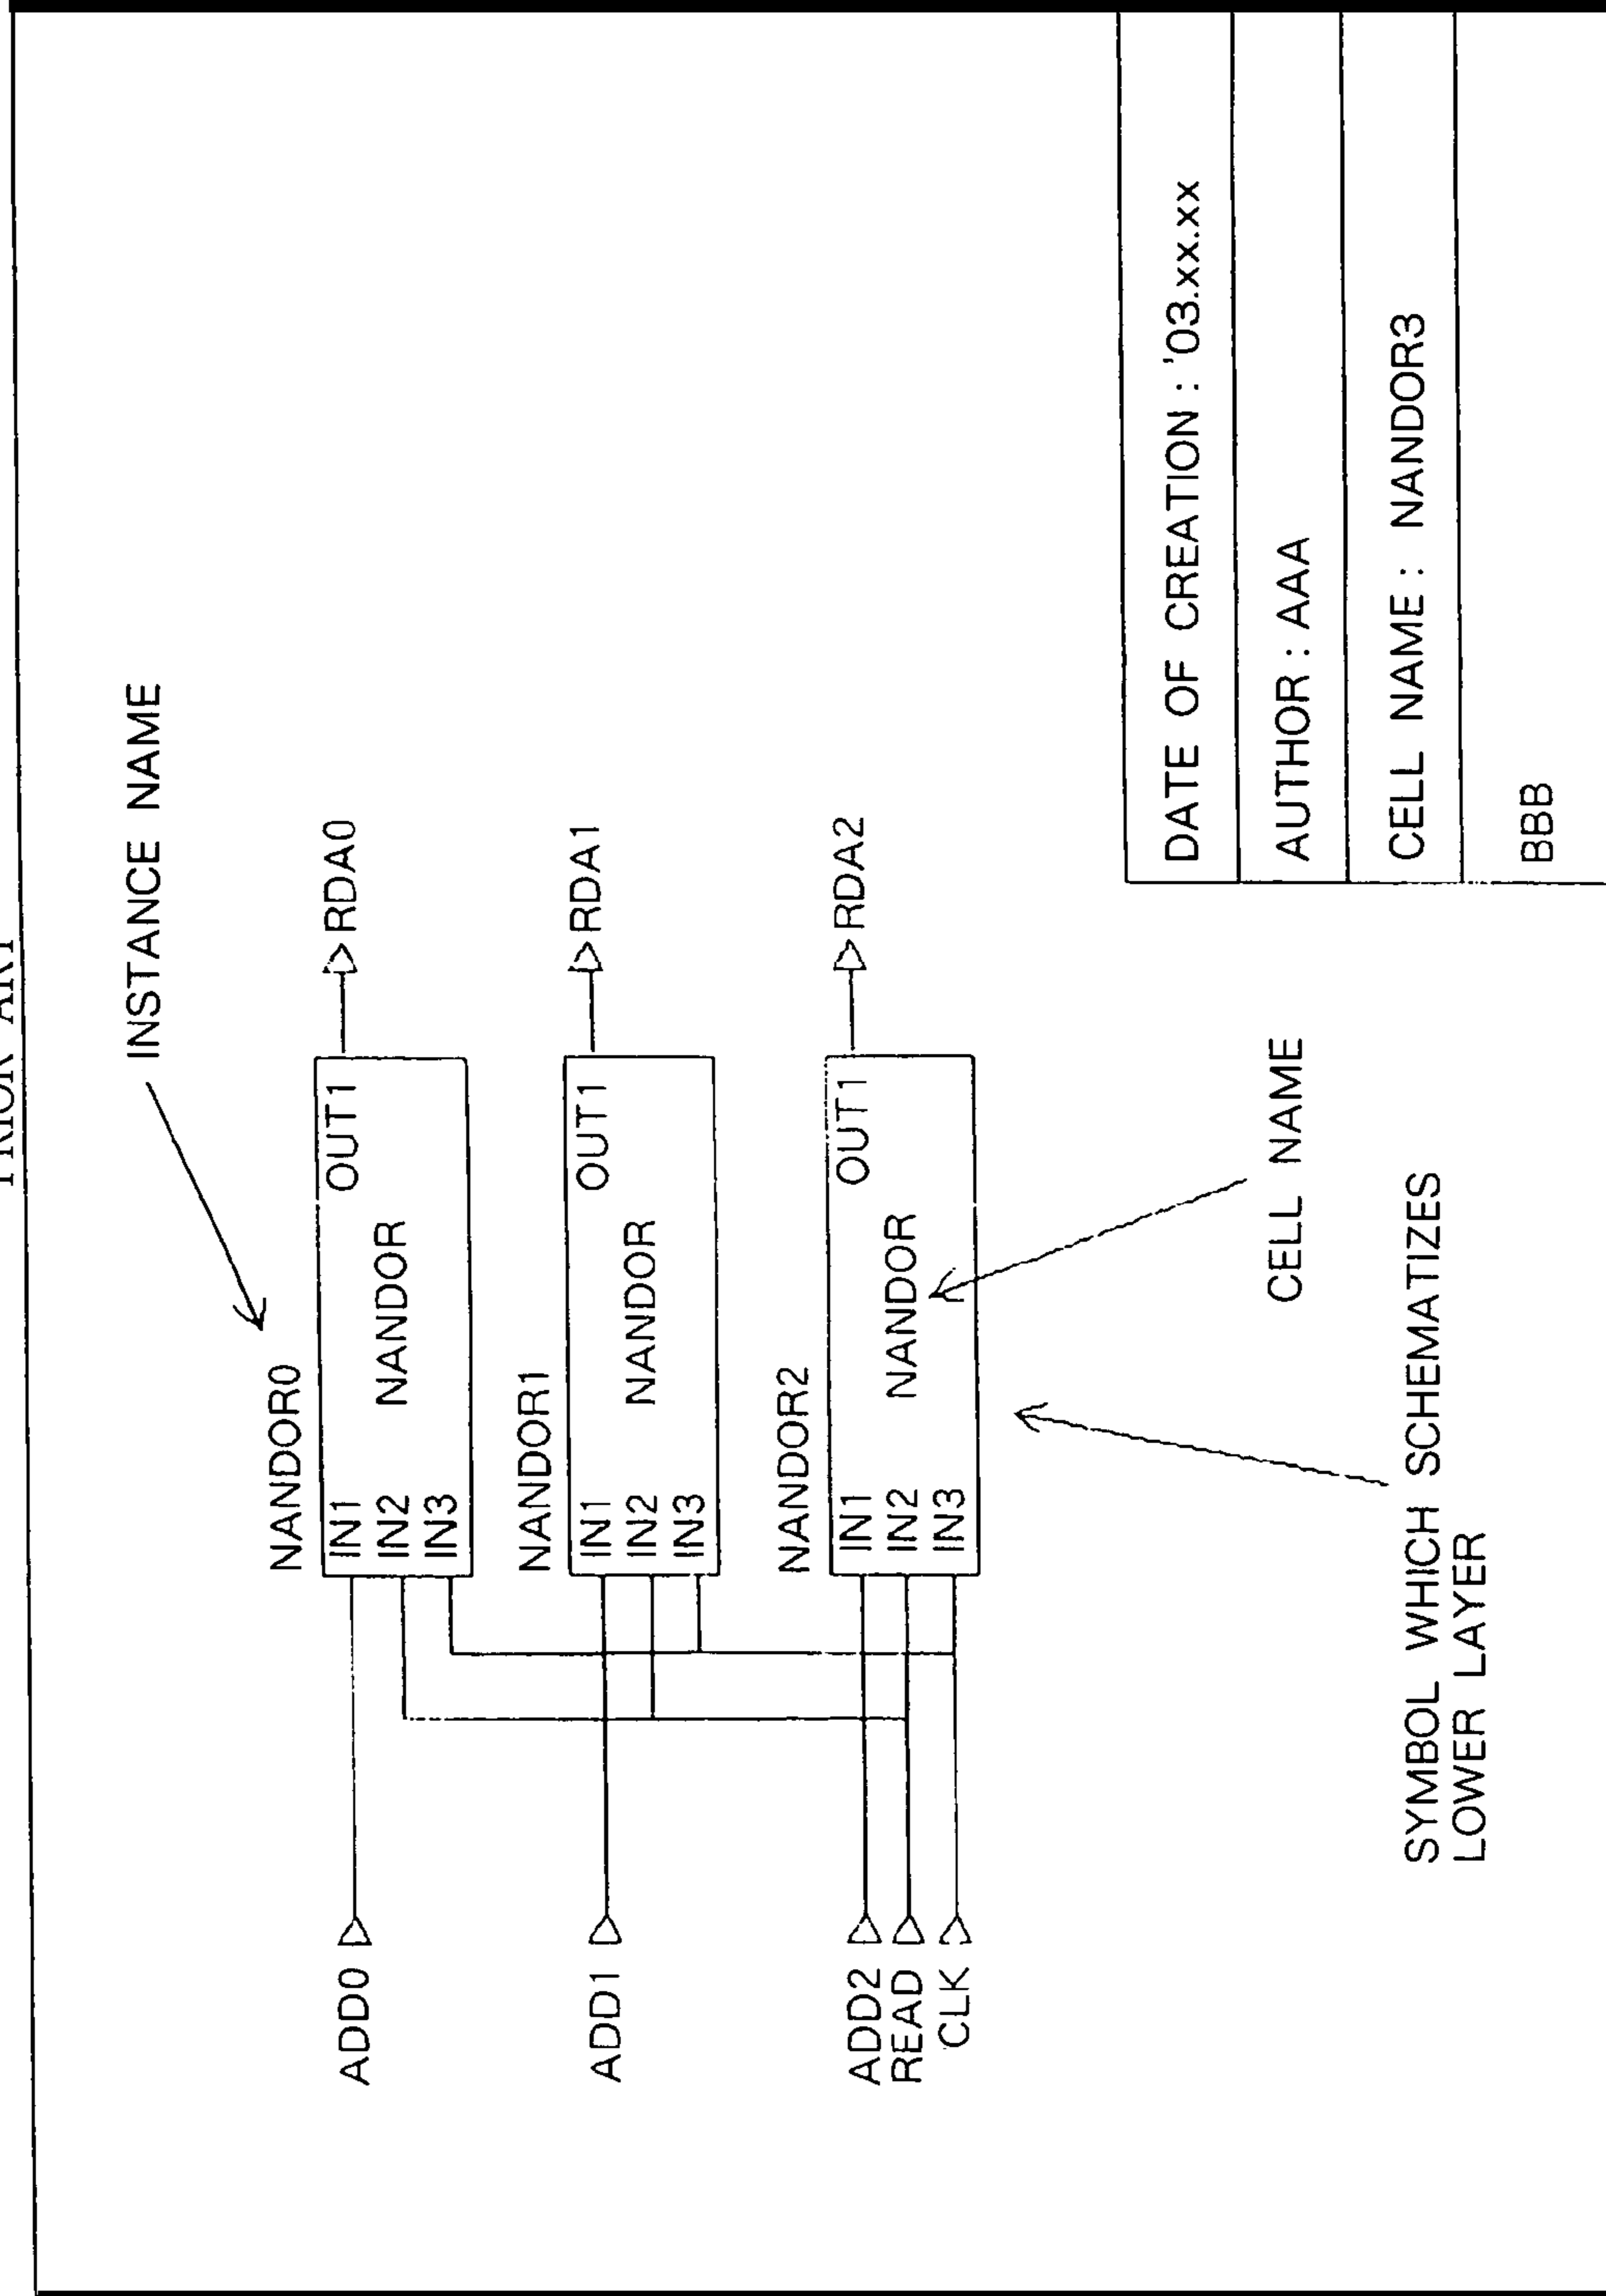 PRIOR ART
INSTANCE NAME
NANDOR0
ADD0
IN1
OUT1
RDA0
IN2
NANDOR
IN3
NANDOR1
ADD1
IN1
OUT1
RDA1
IN2
NANDOR
IN3
NANDOR2
ADD2
IN1
OUT1
RDA2
READ
IN2
NANDOR
CLK
IN3
CELL NAME
SYMBOL WHICH SCHEMATIZES
LOWER LAYER
DATE OF CREATION : '03.xx.xx
AUTHOR : AAA
CELL NAME : NANDOR3
BBB